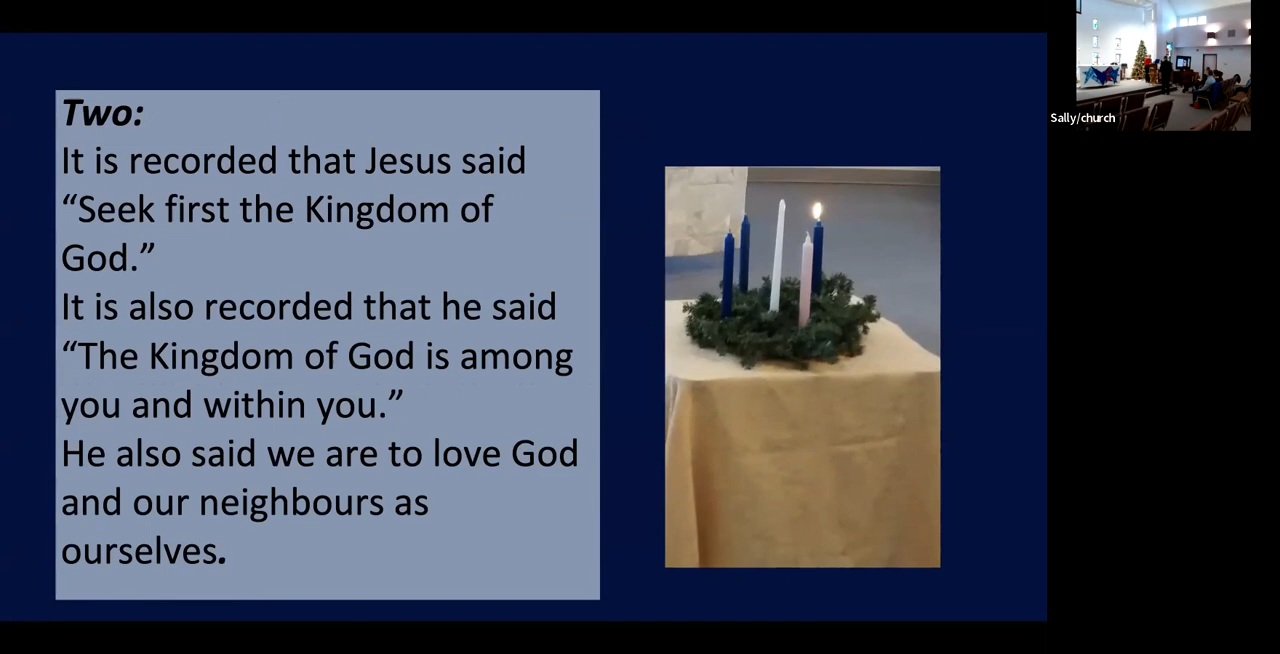 Two:
It is recorded that Jesus said
“Seek first the Kingdom of
God.”
It is also recorded that he said
“The Kingdom of God is among
you and within you.”
He also said we are to love God
and our neighbours as
ourselves.
Sally/church